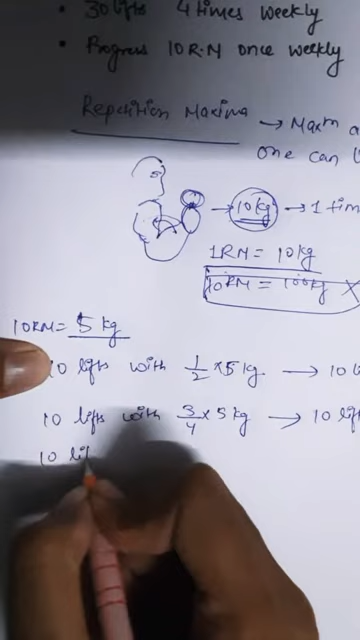 • 30 lifts 4 times weekly
• Progress 10 R.M once weekly
Repetition Maxima → Maxm
one can
→ 10kg → 1 tim
1RM = 10kg
10RM = 100kg X
10RM = 5 kg
10 lifts with 1/2 x 5 kg. → 10
10 lifts with 3/4 x 5 kg → 10 lift
10 lif